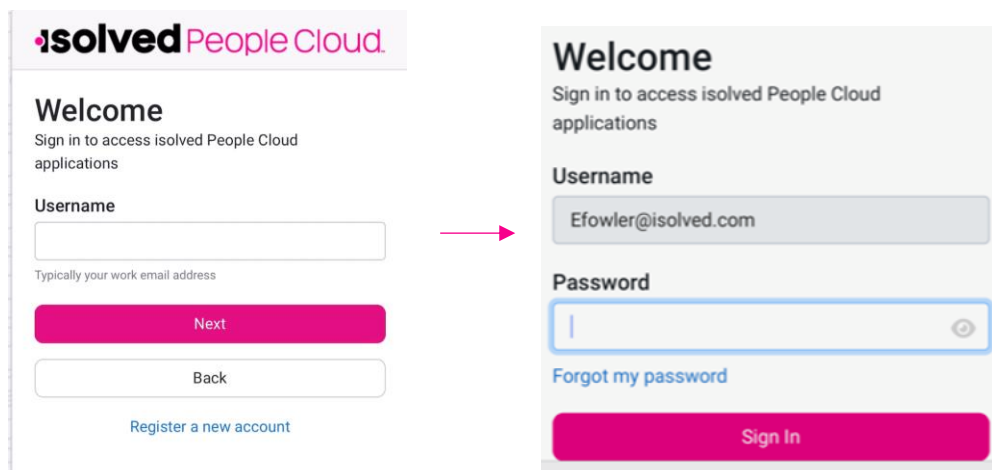 isolved People Cloud.
Welcome
Sign in to access isolved People Cloud
applications
Username
Typically your work email address
Next
Back
Register a new account
Welcome
Sign in to access isolved People Cloud
applications
Username
Efowler@isolved.com
Password
Forgot my password
Sign In